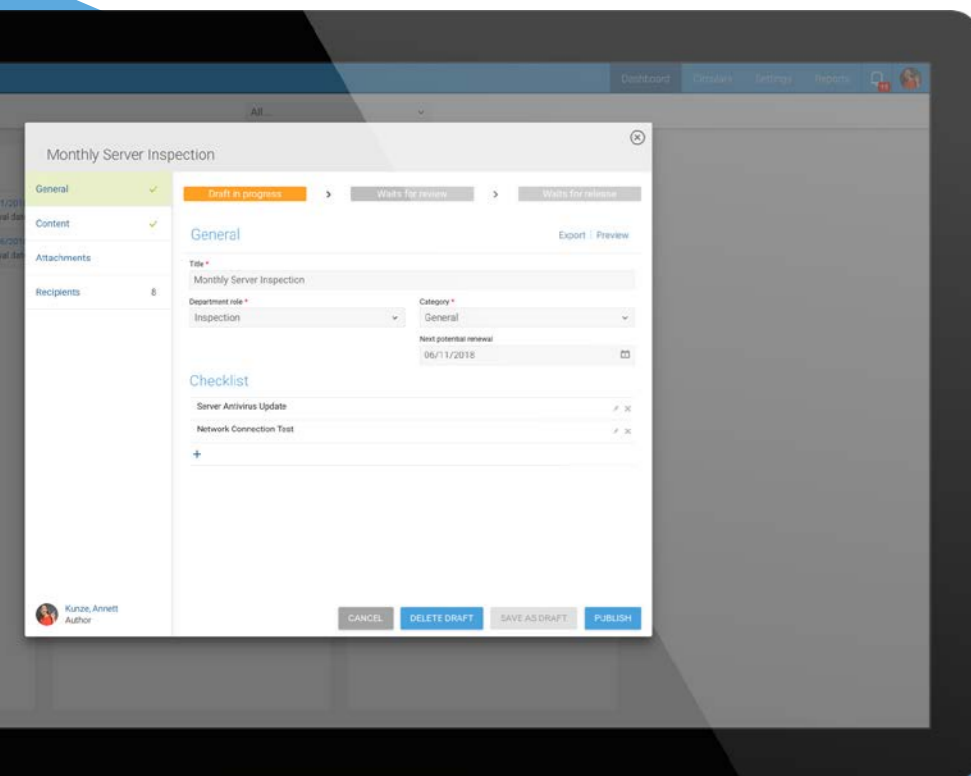 Dashboard Circulars Settings Reports
All...
Monthly Server Inspection
General
Content
Attachments
Recipients 8
Draft in progress > Waits for review > Waits for release
General
Export Preview
Title *
Monthly Server Inspection
Department role * Category *
Inspection General
Next potential renewal
06/11/2018
Checklist
Server Antivirus Update
Network Connection Test
+
Kunze, Annett
Author
CANCEL DELETE DRAFT SAVE AS DRAFT PUBLISH